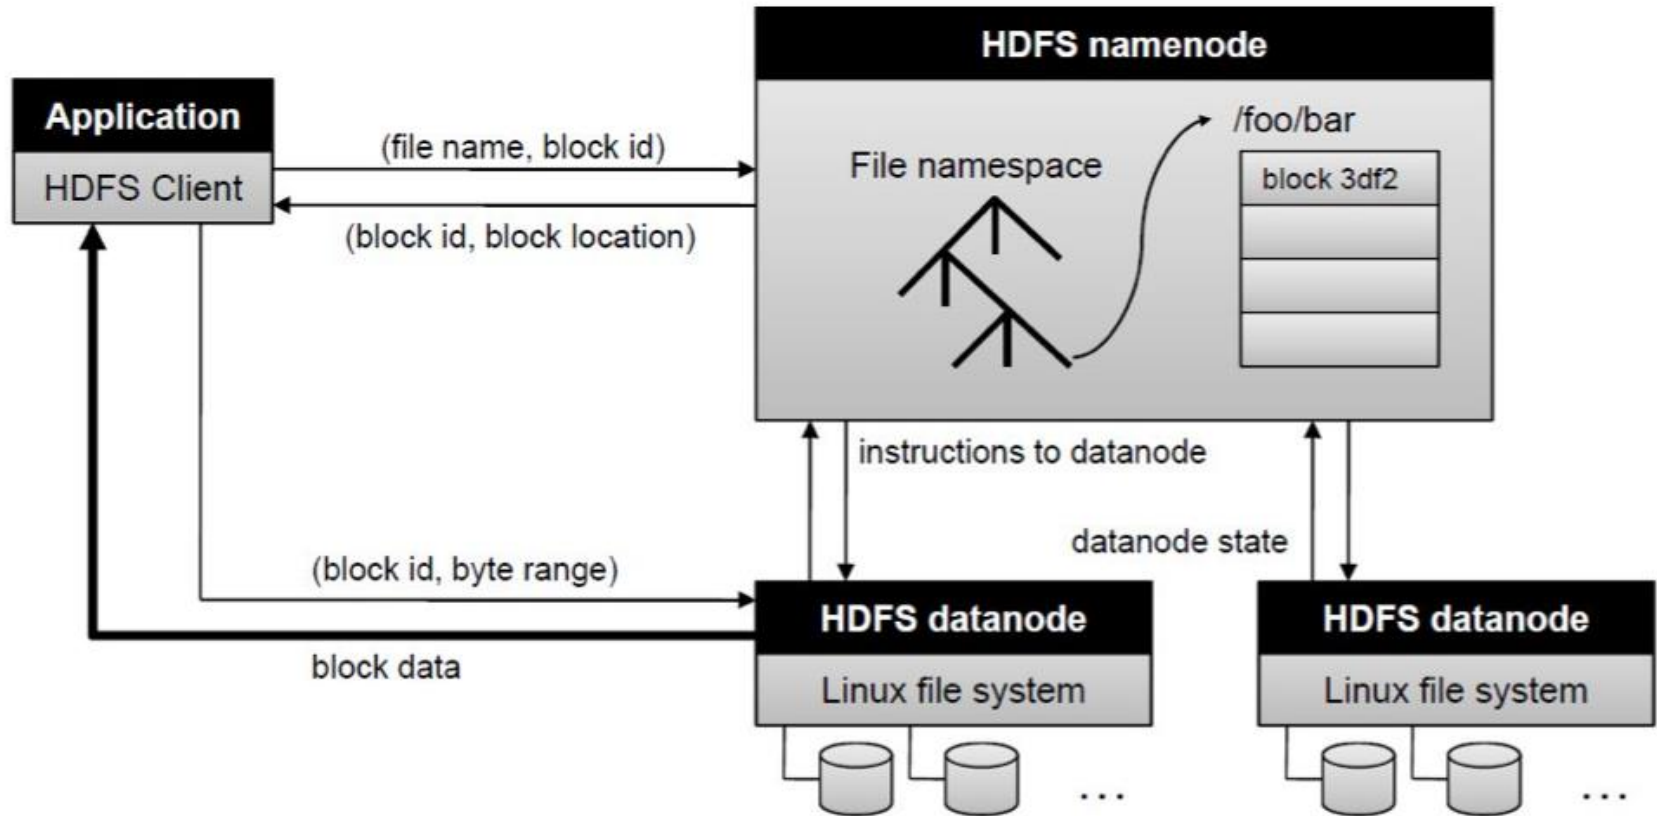 HDFS namenode
Application
HDFS Client
(file name, block id)
(block id, block location)
File namespace
/foo/bar
block 3df2
instructions to datanode
datanode state
(block id, byte range)
block data
HDFS datanode
Linux file system
...
HDFS datanode
Linux file system
...